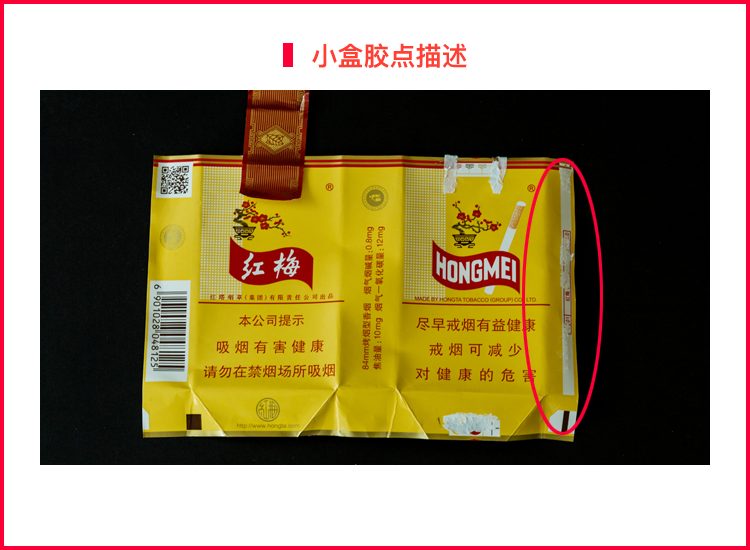 小盒胶点描述
®
红梅
红塔烟草(集团)有限责任公司出品
本公司提示
吸烟有害健康
请勿在禁烟场所吸烟
http://www.hongta.com
6901028048125
84mm烤烟型香烟 烟气烟碱量:0.8mg
焦油量:10mg 烟气一氧化碳量:12mg
®
HONGMEI
MADE BY HONGTA TOBACCO (GROUP) CO.,LTD
尽早戒烟有益健康
戒烟可减少
对健康的危害